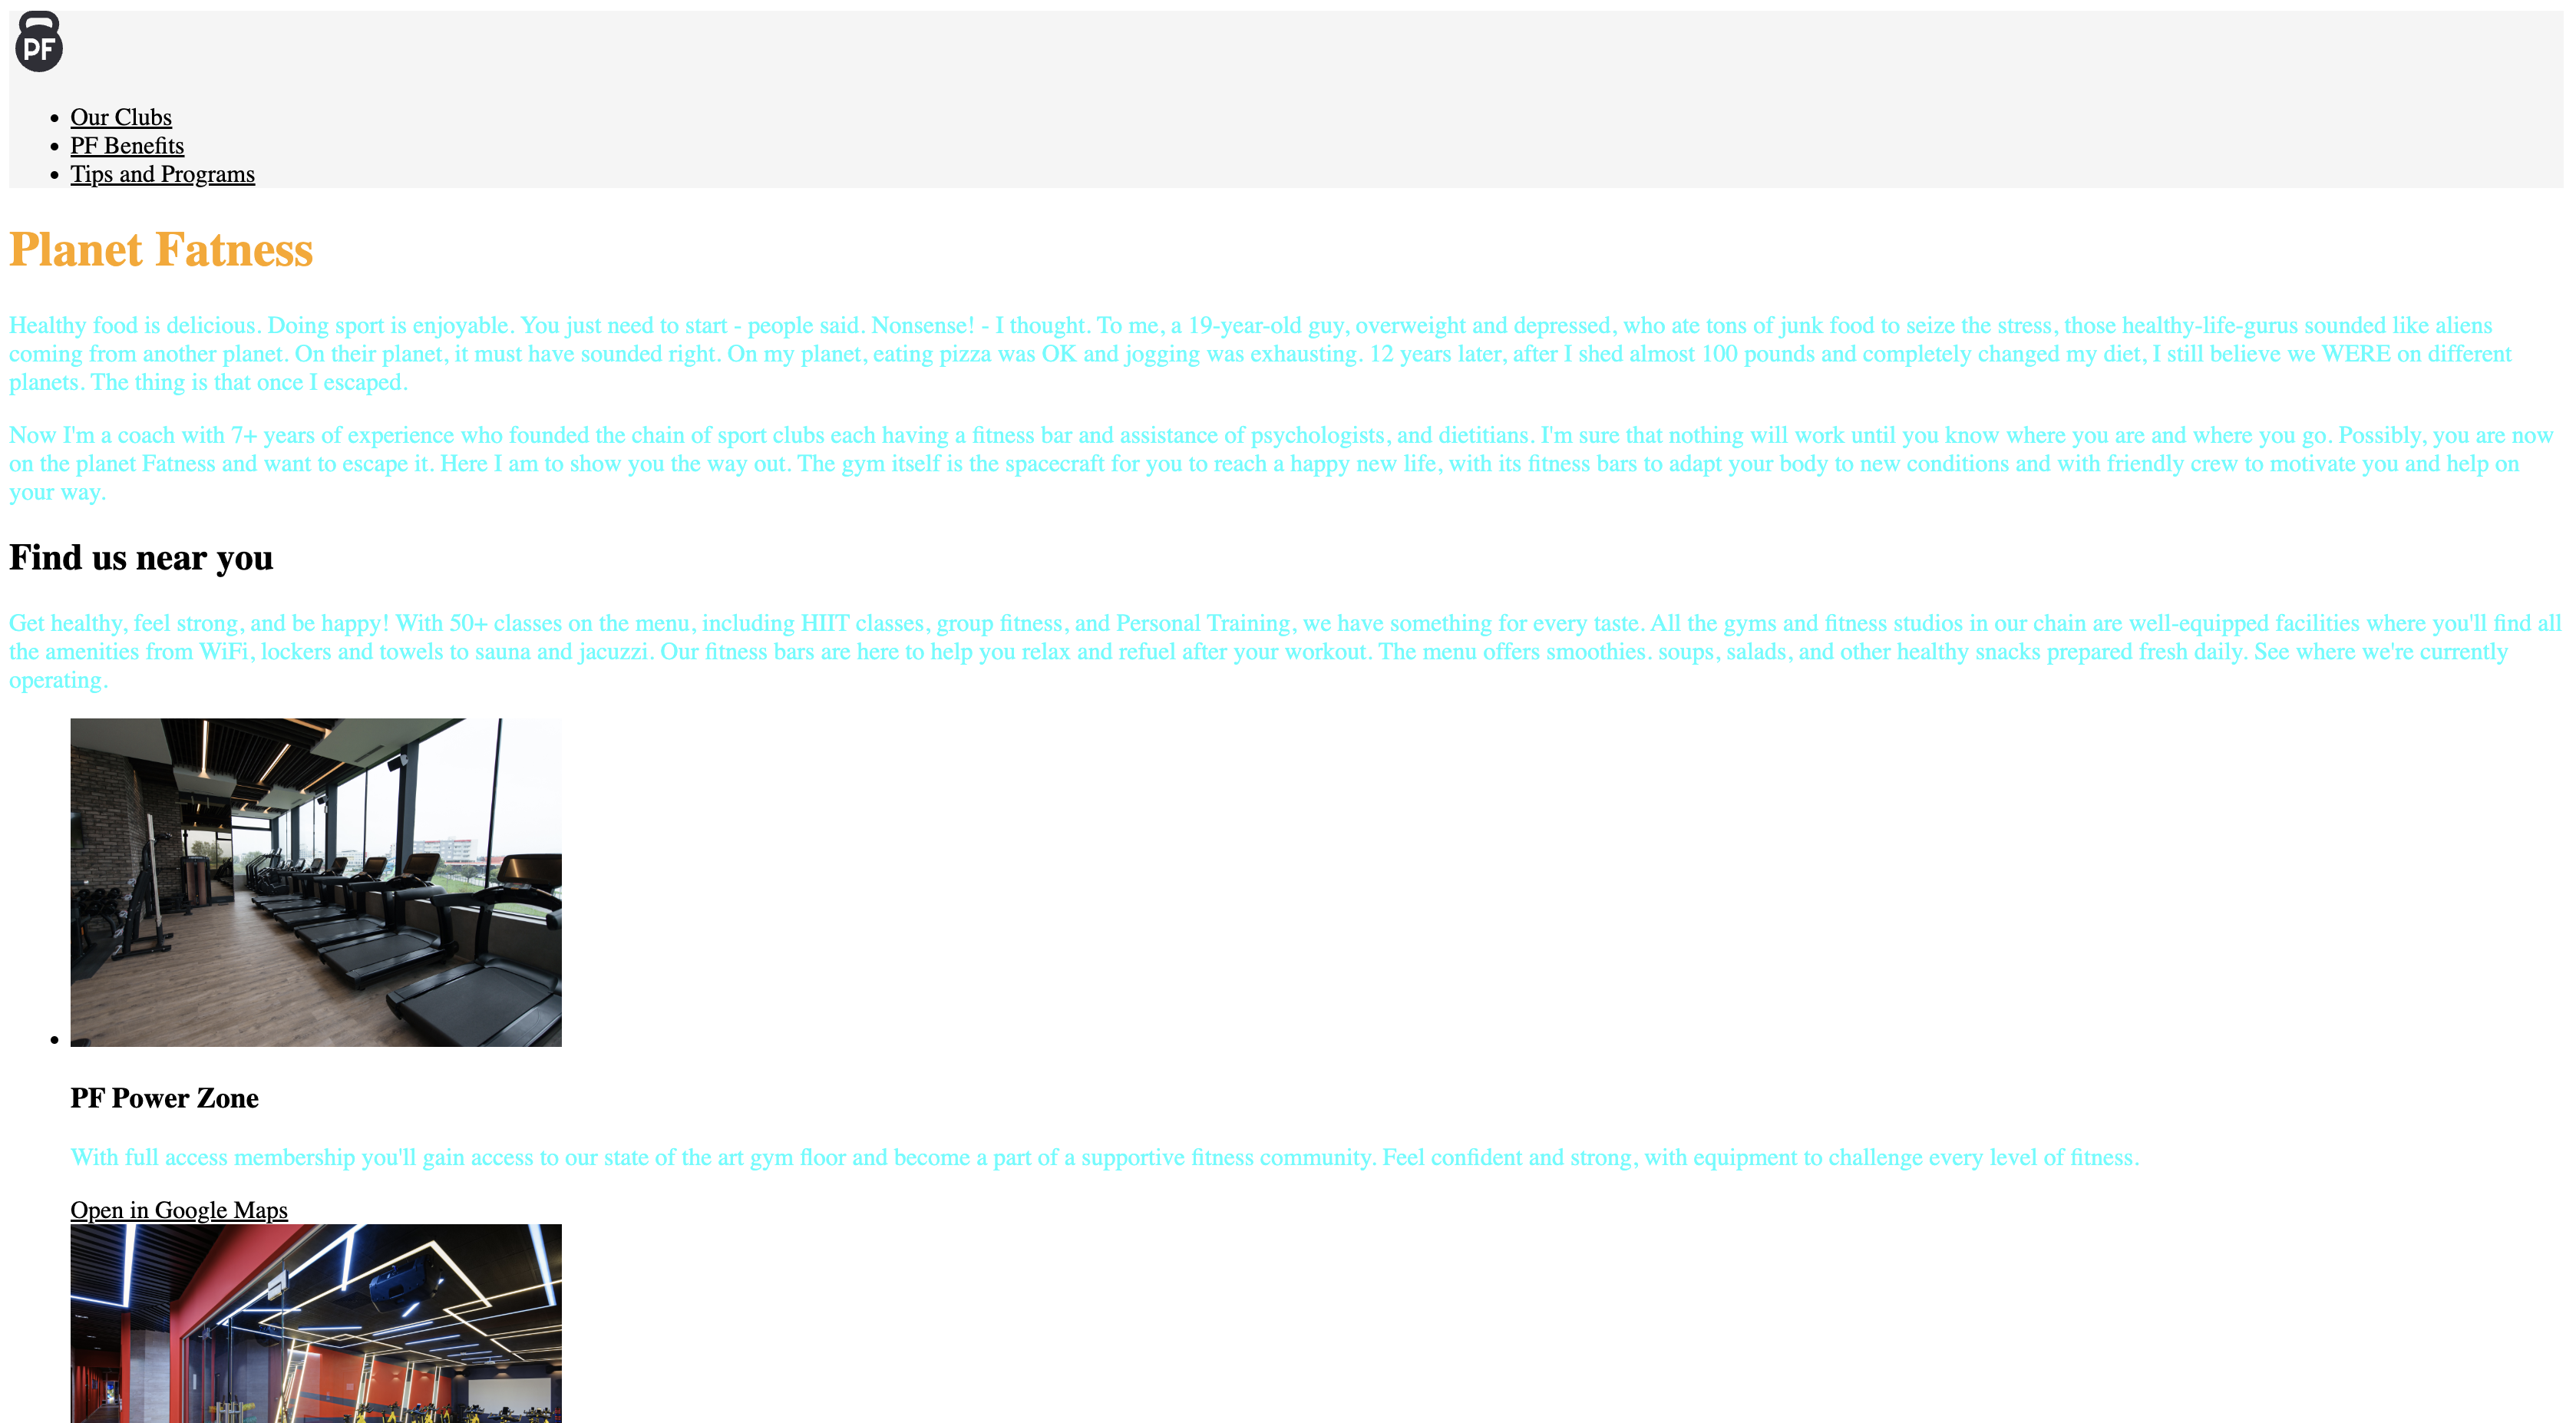 PF
Our Clubs
PF Benefits
Tips and Programs
Planet Fatness
Healthy food is delicious. Doing sport is enjoyable. You just need to start - people said. Nonsense! - I thought. To me, a 19-year-old guy, overweight and depressed, who ate tons of junk food to seize the stress, those healthy-life-gurus sounded like aliens
coming from another planet. On their planet, it must have sounded right. On my planet, eating pizza was OK and jogging was exhausting. 12 years later, after I shed almost 100 pounds and completely changed my diet, I still believe we WERE on different
planets. The thing is that once I escaped.
Now I'm a coach with 7+ years of experience who founded the chain of sport clubs each having a fitness bar and assistance of psychologists, and dietitians. I'm sure that nothing will work until you know where you are and where you go. Possibly, you are now
on the planet Fatness and want to escape it. Here I am to show you the way out. The gym itself is the spacecraft for you to reach a happy new life, with its fitness bars to adapt your body to new conditions and with friendly crew to motivate you and help on
your way.
Find us near you
Get healthy, feel strong, and be happy! With 50+ classes on the menu, including HIIT classes, group fitness, and Personal Training, we have something for every taste. All the gyms and fitness studios in our chain are well-equipped facilities where you'll find all
the amenities from WiFi, lockers and towels to sauna and jacuzzi. Our fitness bars are here to help you relax and refuel after your workout. The menu offers smoothies. soups, salads, and other healthy snacks prepared fresh daily. See where we're currently
operating.
PF Power Zone
With full access membership you'll gain access to our state of the art gym floor and become a part of a supportive fitness community. Feel confident and strong, with equipment to challenge every level of fitness.
Open in Google Maps